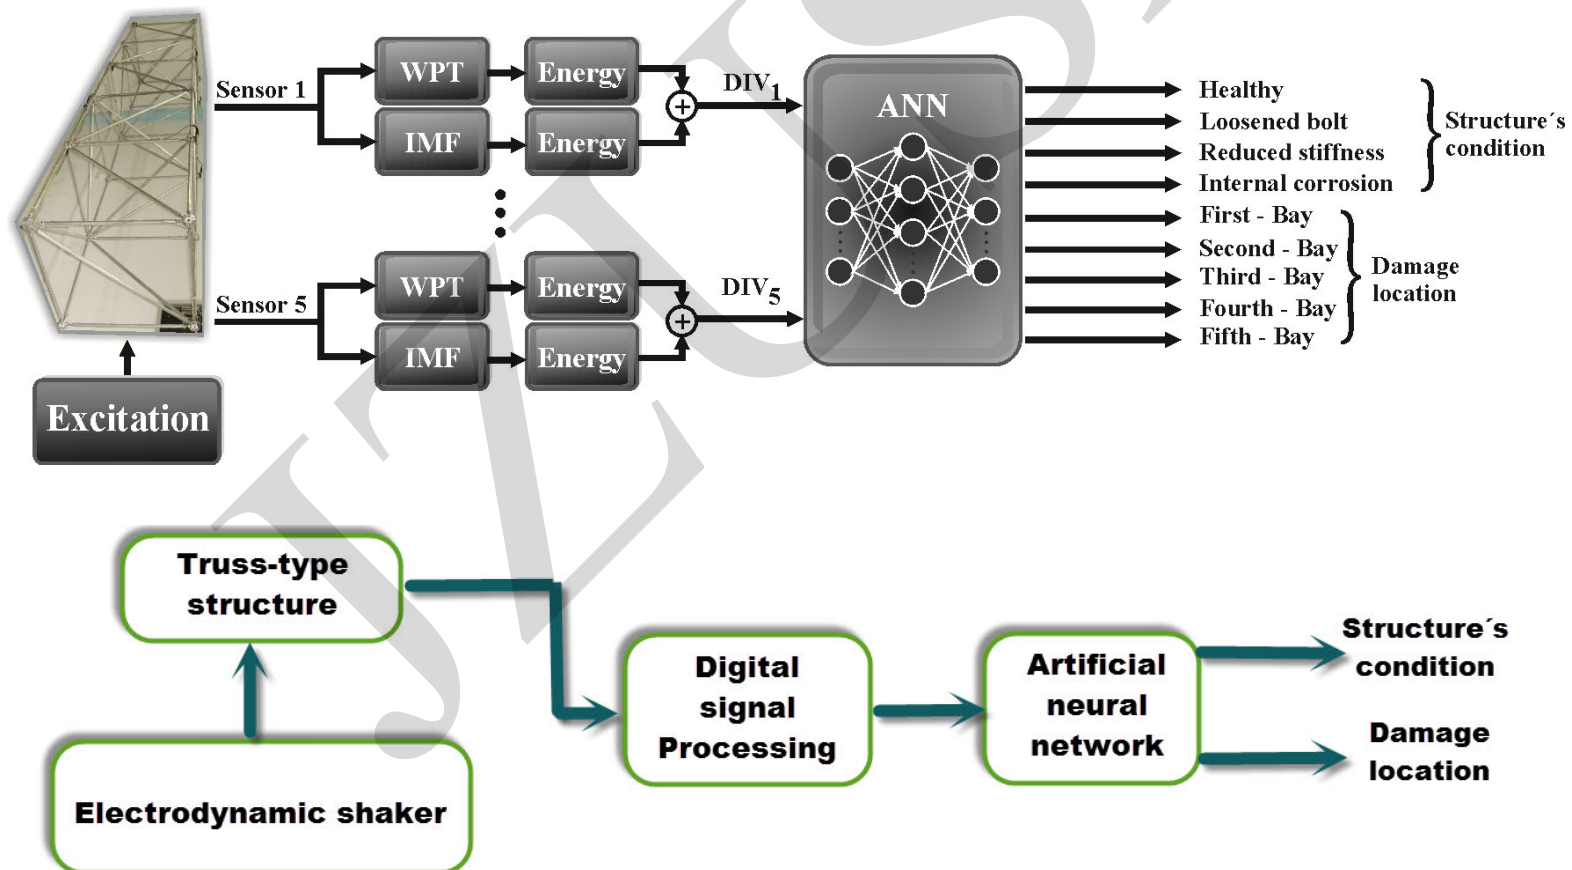 Sensor 1
WPT
Energy
IMF
Energy
+
DIV1
Sensor 5
WPT
Energy
IMF
Energy
+
DIV5
Excitation
ANN
Healthy
Loosened bolt
Reduced stiffness
Internal corrosion
Structure´s
condition
First - Bay
Second - Bay
Third - Bay
Fourth - Bay
Fifth - Bay
Damage
location
Truss-type
structure
Electrodynamic shaker
Digital
signal
Processing
Artificial
neural
network
Structure´s
condition
Damage
location
JZUS